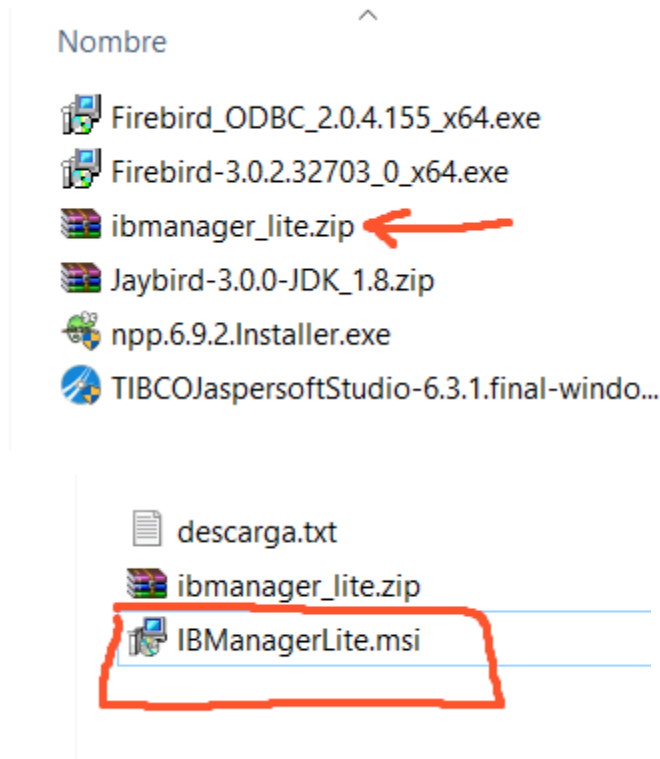 Nombre
Firebird_ODBC_2.0.4.155_x64.exe
Firebird-3.0.2.32703_0_x64.exe
ibmanager_lite.zip
Jaybird-3.0.0-JDK_1.8.zip
npp.6.9.2.Installer.exe
TIBCOJaspersoftStudio-6.3.1.final-windo...
descarga.txt
ibmanager_lite.zip
IBManagerLite.msi